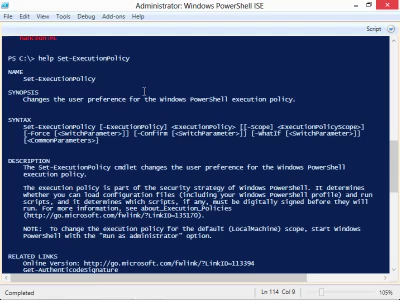 Administrator: Windows PowerShell ISE
File Edit View Tools Debug Add-ons Help
Script
PS C:\> help Set-ExecutionPolicy
NAME
Set-ExecutionPolicy
SYNOPSIS
Changes the user preference for the Windows PowerShell execution policy.
SYNTAX
Set-ExecutionPolicy [-ExecutionPolicy] <ExecutionPolicy> [[-Scope] <ExecutionPolicyScope>]
[-Force [<SwitchParameter>]] [-Confirm [<SwitchParameter>]] [-WhatIf [<SwitchParameter>]]
[<CommonParameters>]
DESCRIPTION
The Set-ExecutionPolicy cmdlet changes the user preference for the Windows PowerShell
execution policy.
The execution policy is part of the security strategy of Windows PowerShell. It determines
whether you can load configuration files (including your Windows PowerShell profile) and run
scripts, and it determines which scripts, if any, must be digitally signed before they will
run. For more information, see about_Execution_Policies
(http://go.microsoft.com/fwlink/?LinkID=135170).
NOTE: To change the execution policy for the default (LocalMachine) scope, start Windows
PowerShell with the "Run as administrator" option.
RELATED LINKS
Online Version: http://go.microsoft.com/fwlink/?LinkID=113394
Get-AuthenticodeSignature
Completed
Ln 114 Col 9
105%